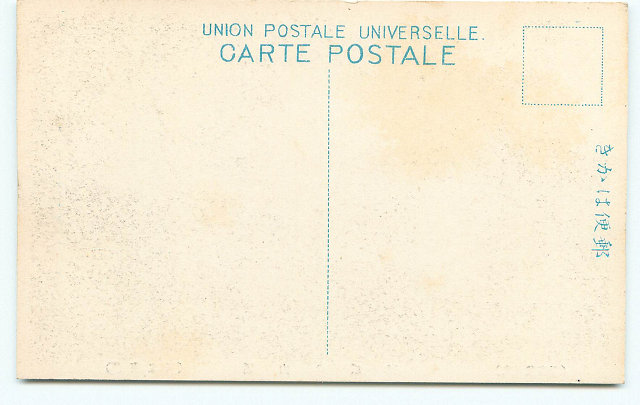 UNION POSTALE UNIVERSELLE.
CARTE POSTALE
きかは便郵